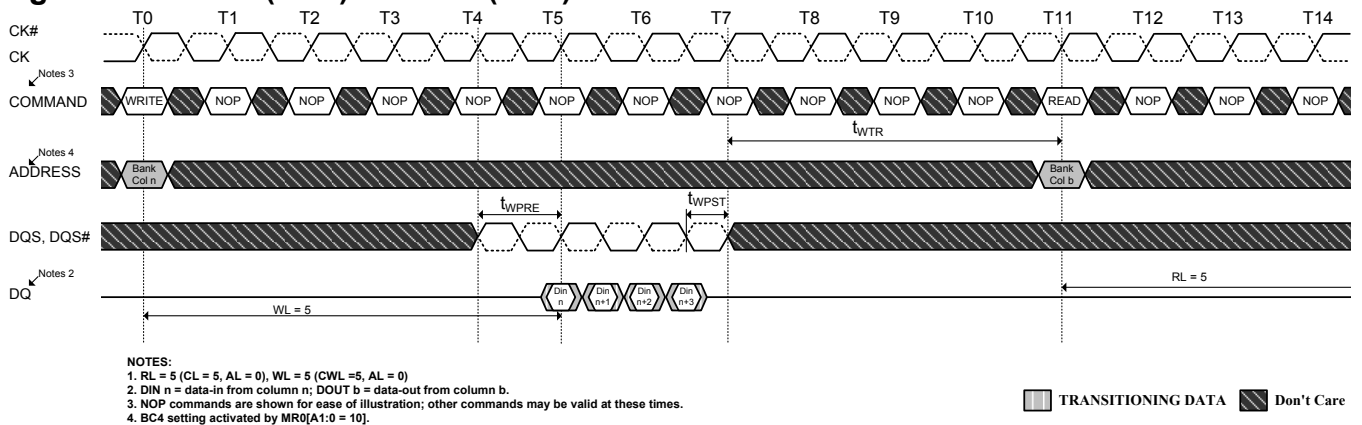 T0 T1 T2 T3 T4 T5 T6 T7 T8 T9 T10 T11 T12 T13 T14
CK#
CK
Notes 3
COMMAND WRITE NOP NOP NOP NOP NOP NOP NOP NOP NOP NOP READ NOP NOP NOP
tWTR
Notes 4
ADDRESS
Bank Bank
Col n Col b
tWPRE tWPST
DQS, DQS#
Notes 2
DQ
Din Din Din Din
n n+1 n+2 n+3
RL = 5
WL = 5
NOTES:
1. RL = 5 (CL = 5, AL = 0), WL = 5 (CWL =5, AL = 0)
2. DIN n = data-in from column n; DOUT b = data-out from column b.
3. NOP commands are shown for ease of illustration; other commands may be valid at these times.
4. BC4 setting activated by MR0[A1:0 = 10].
TRANSITIONING DATA Don't Care